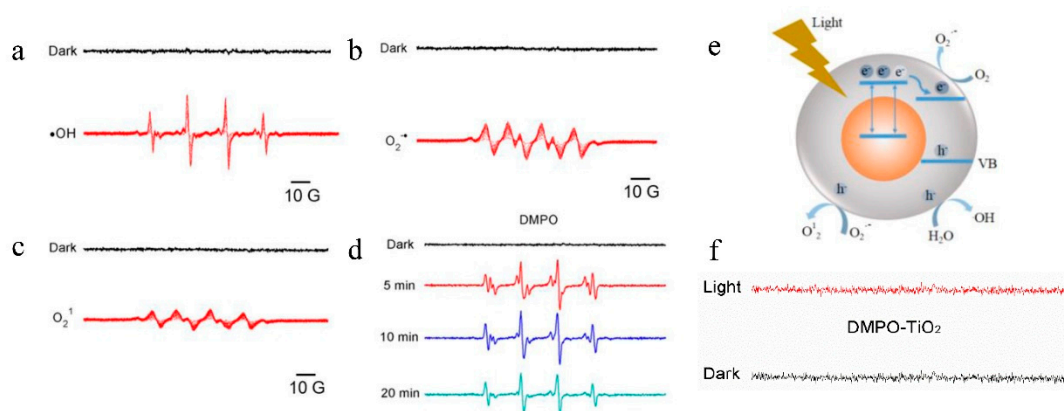 a
Dark
•OH
10 G
b
Dark
O₂⁻•
10 G
c
Dark
O₂¹
10 G
d
DMPO
Dark
5 min
10 min
20 min
e
Light
O₂⁻•
O₂
e⁻ e⁻ e⁻
e⁻
h⁻
VB
h⁻
h⁻
OH
O¹₂
O₂⁻•
H₂O
f
Light
DMPO-TiO₂
Dark